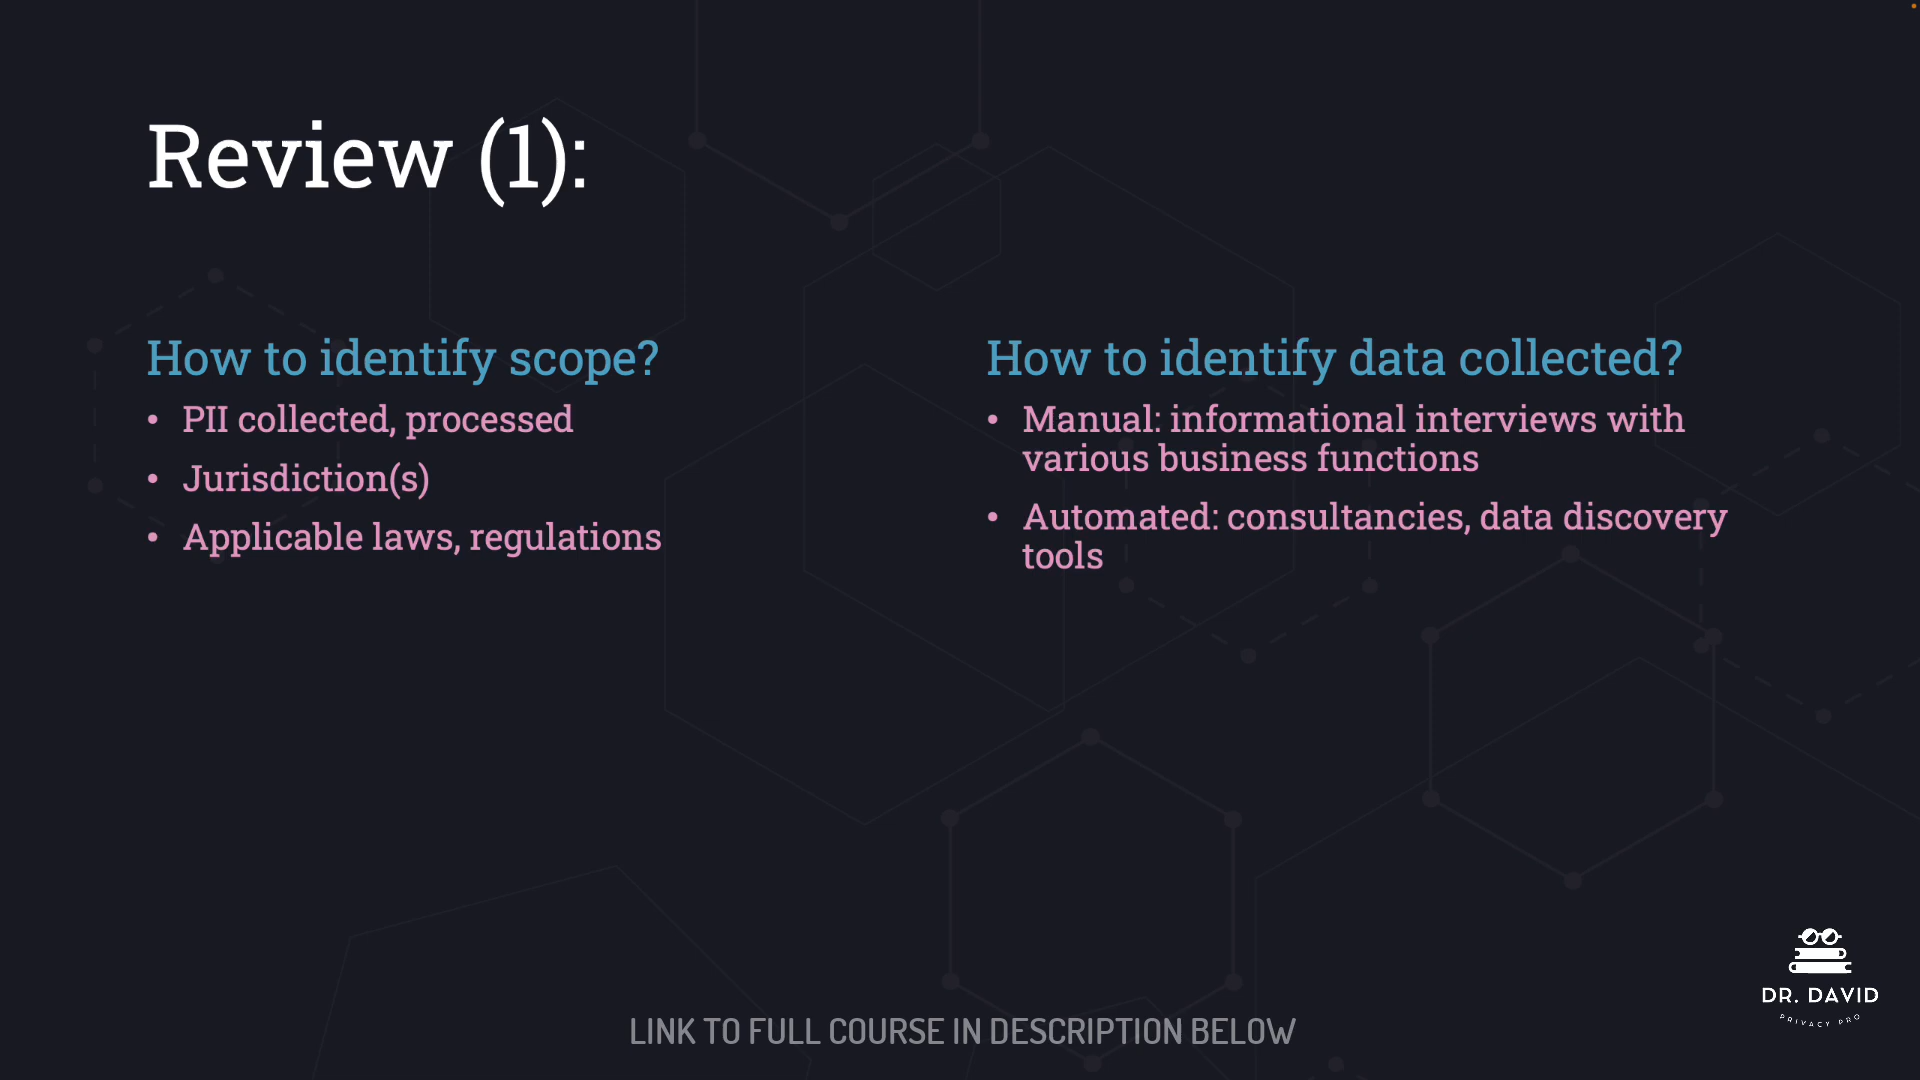 Review (1):
How to identify scope?
• PII collected, processed
• Jurisdiction(s)
• Applicable laws, regulations
How to identify data collected?
• Manual: informational interviews with
various business functions
• Automated: consultancies, data discovery
tools
LINK TO FULL COURSE IN DESCRIPTION BELOW
DR. DAVID
PRIVACY PRO